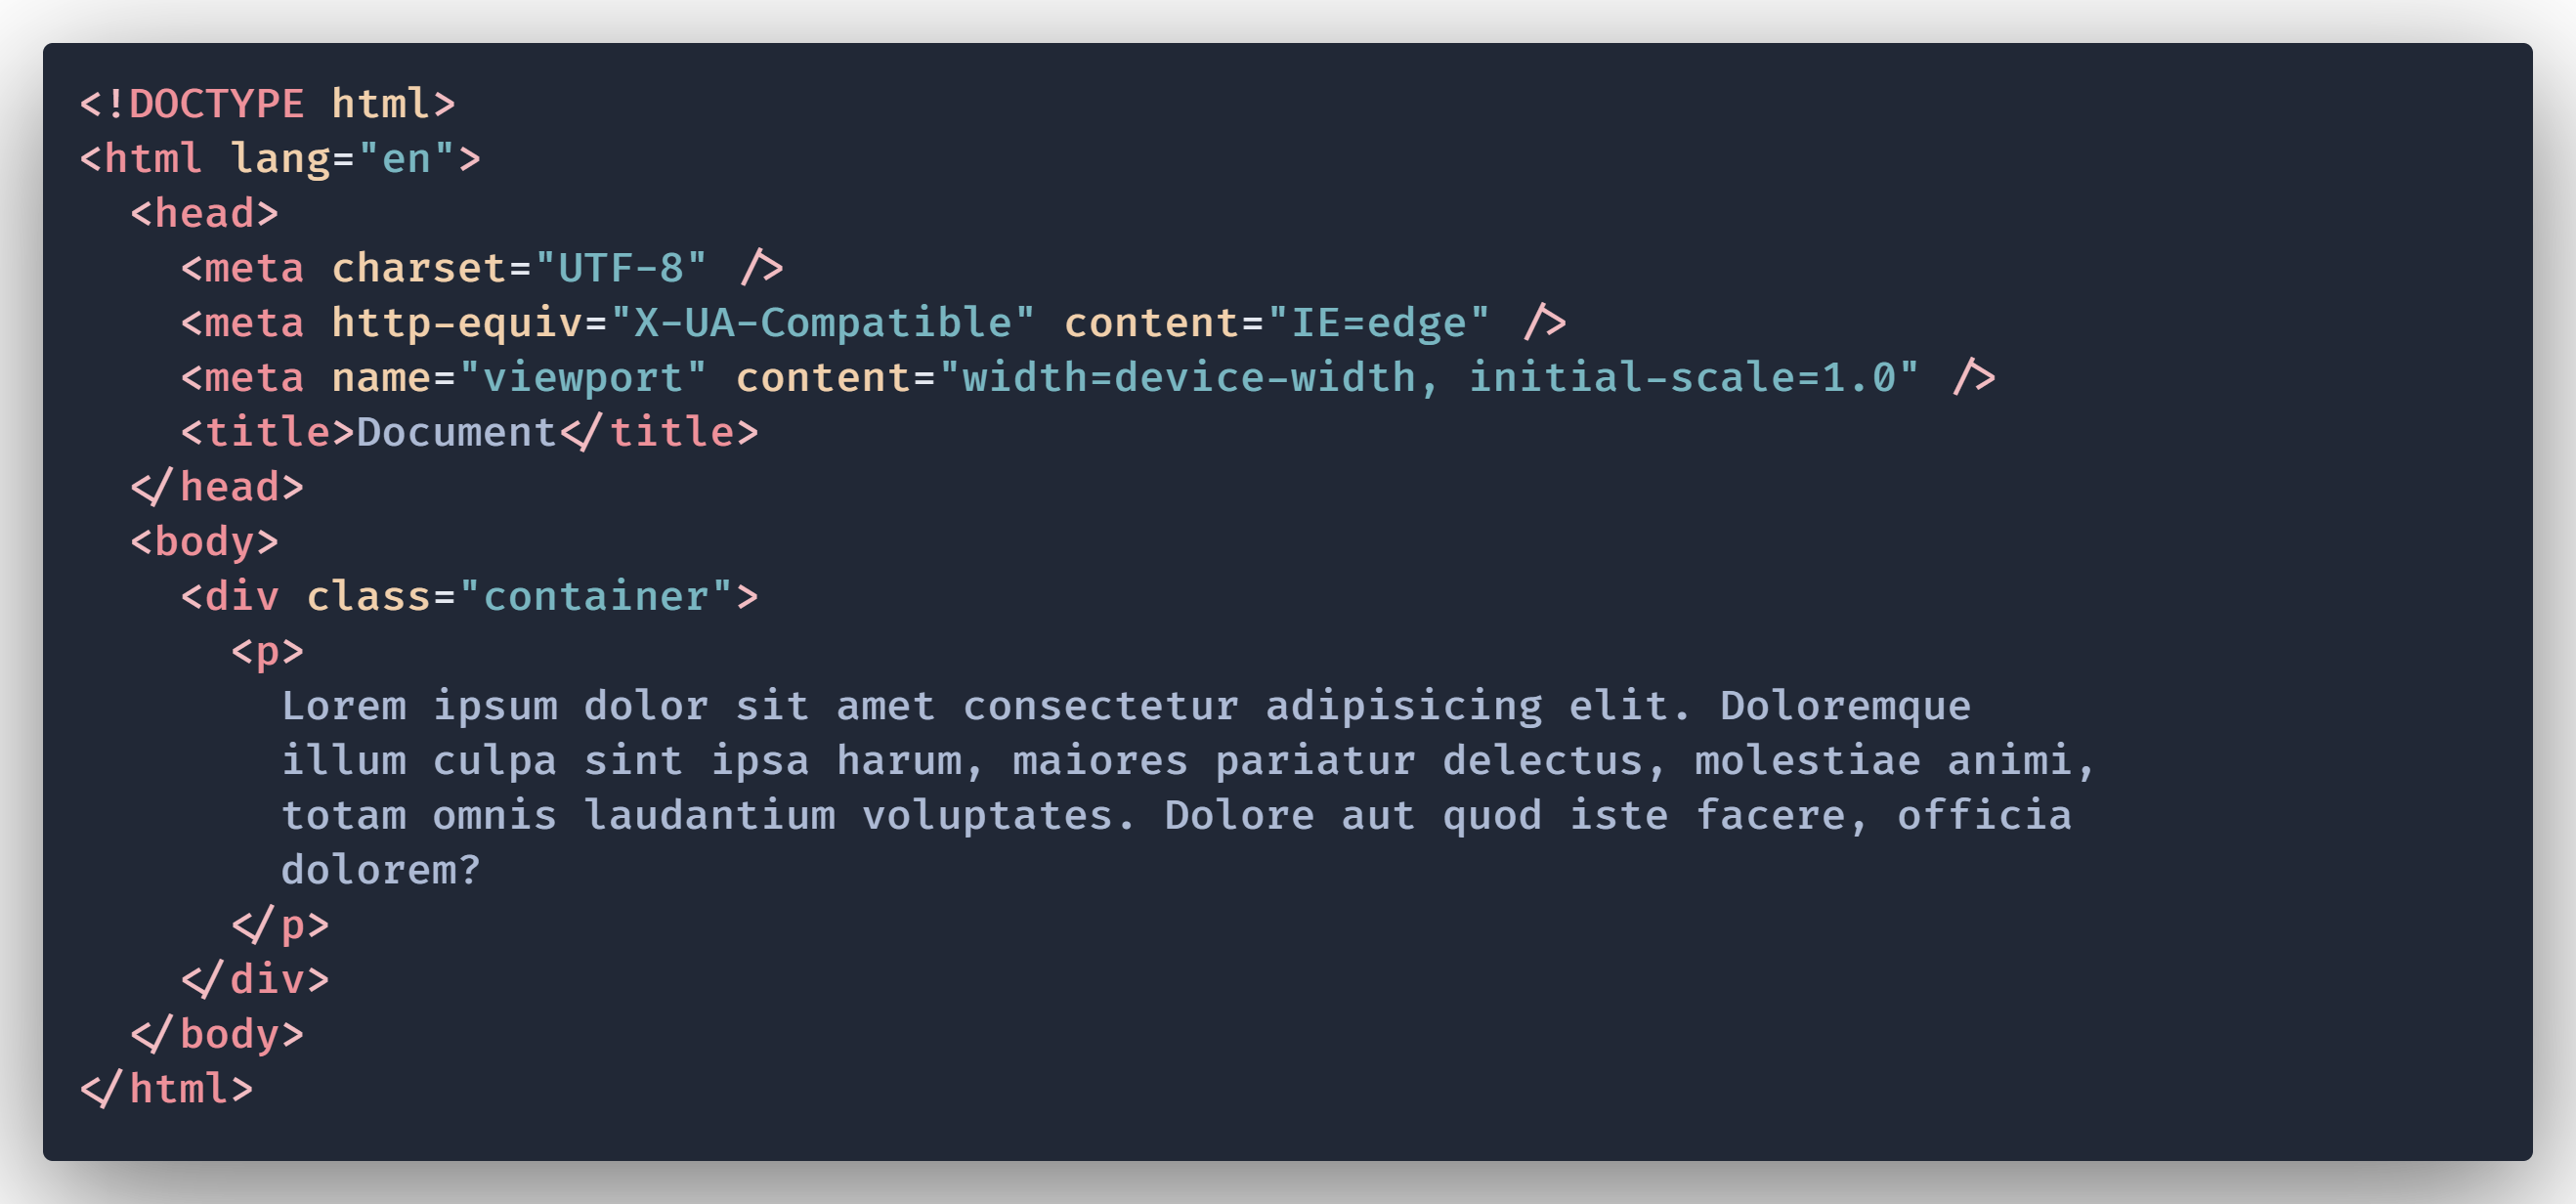 <!DOCTYPE html>
<html lang="en">
  <head>
    <meta charset="UTF-8" />
    <meta http-equiv="X-UA-Compatible" content="IE=edge" />
    <meta name="viewport" content="width=device-width, initial-scale=1.0" />
    <title>Document</title>
  </head>
  <body>
    <div class="container">
      <p>
        Lorem ipsum dolor sit amet consectetur adipisicing elit. Doloremque
        illum culpa sint ipsa harum, maiores pariatur delectus, molestiae animi,
        totam omnis laudantium voluptates. Dolore aut quod iste facere, officia
        dolorem?
      </p>
    </div>
  </body>
</html>